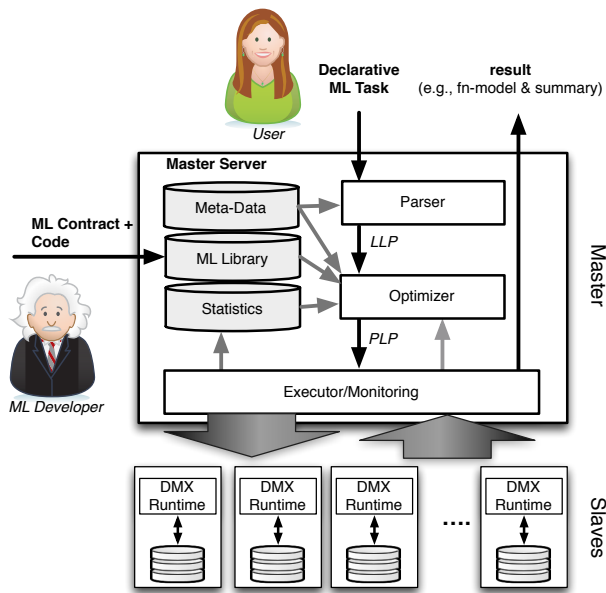 User
Declarative
ML Task
result
(e.g., fn-model & summary)
Master Server
Meta-Data
Parser
ML Contract +
Code
LLP
ML Library
Statistics
Optimizer
PLP
ML Developer
Executor/Monitoring
Master
DMX
Runtime
DMX
Runtime
DMX
Runtime
....
DMX
Runtime
Slaves